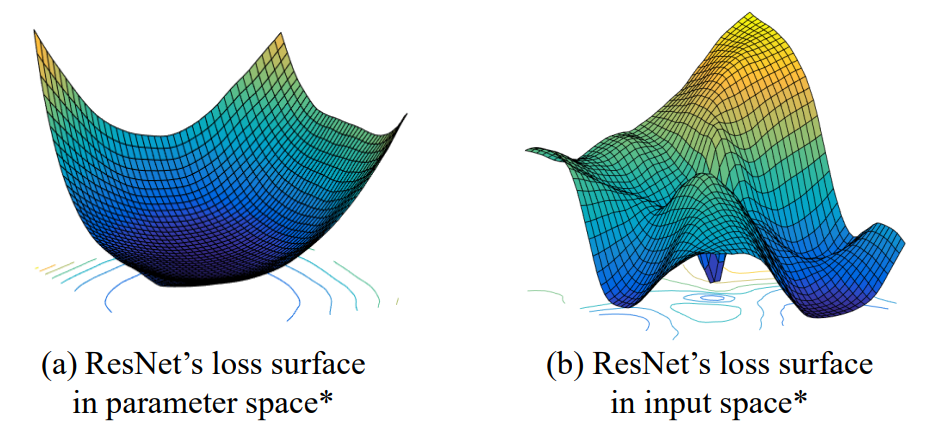 (a) ResNet’s loss surface
in parameter space*
(b) ResNet’s loss surface
in input space*